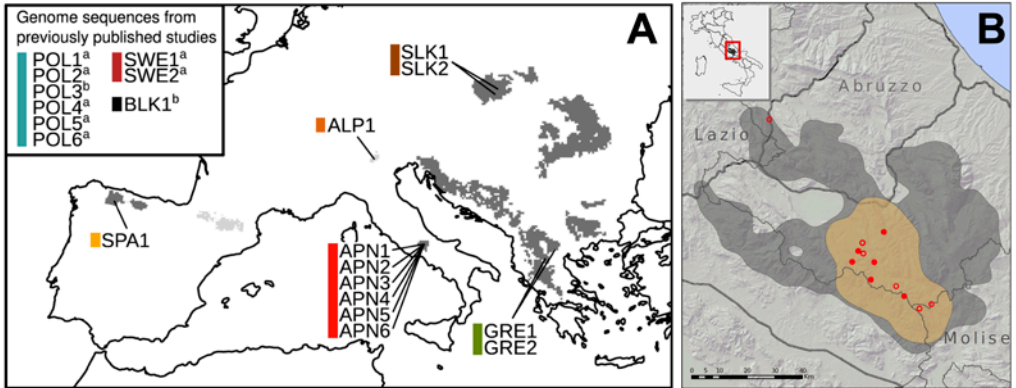 Genome sequences from
previously published studies
POL1ᵃ
POL2ᵃ
POL3ᵇ
POL4ᵃ
POL5ᵃ
POL6ᵃ
SWE1ᵃ
SWE2ᵃ
BLK1ᵇ
A
SLK1
SLK2
ALP1
SPA1
APN1
APN2
APN3
APN4
APN5
APN6
GRE1
GRE2
B
Abruzzo
Lazio
Molise
0 5 10 20 30 40
Km